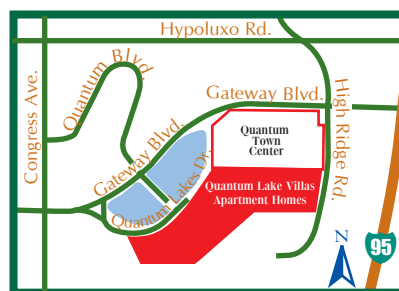 Hypoluxo Rd.
Congress Ave.
Quantum Blvd.
Gateway Blvd.
Gateway Blvd.
High Ridge Rd.
Quantum
Town
Center
Quantum Lakes Dr.
Quantum Lake Villas
Apartment Homes
N
95